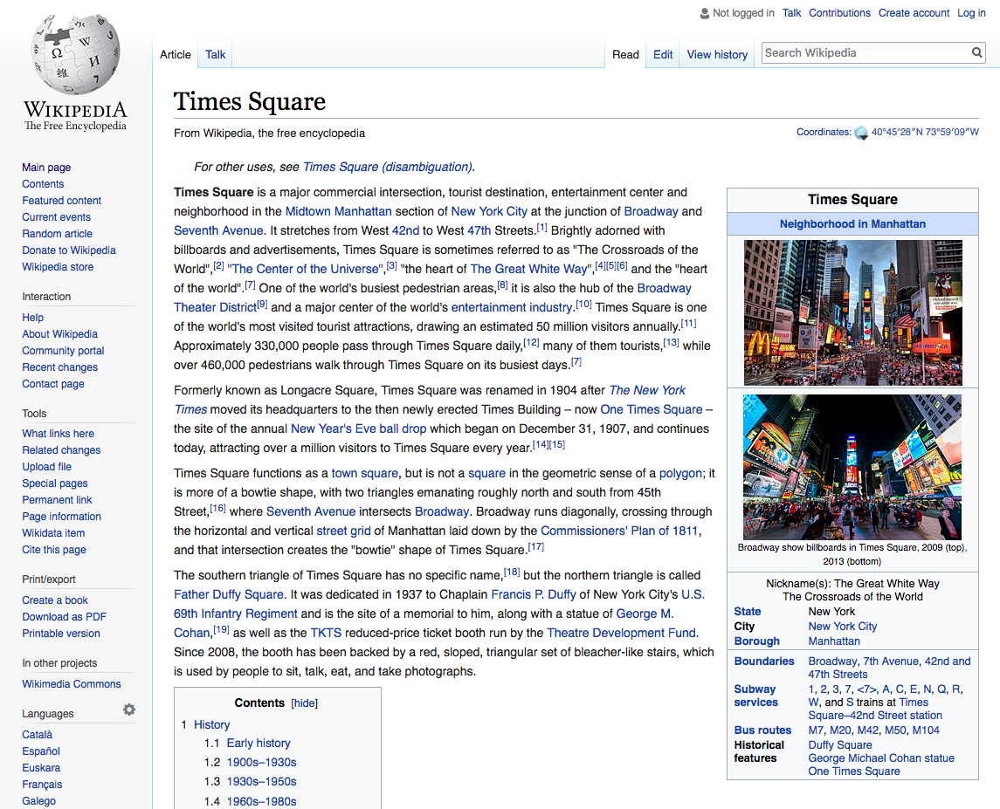 Not logged in Talk Contributions Create account Log in
Article Talk Read Edit View history Search Wikipedia
WIKIPEDIA
The Free Encyclopedia
Main page
Contents
Featured content
Current events
Random article
Donate to Wikipedia
Wikipedia store
Interaction
Help
About Wikipedia
Community portal
Recent changes
Contact page
Tools
What links here
Related changes
Upload file
Special pages
Permanent link
Page information
Wikidata item
Cite this page
Print/export
Create a book
Download as PDF
Printable version
In other projects
Wikimedia Commons
Languages
Català
Español
Euskara
Français
Galego
Times Square
From Wikipedia, the free encyclopedia
Coordinates: 40°45′28″N 73°59′09″W
For other uses, see Times Square (disambiguation).
Times Square is a major commercial intersection, tourist destination, entertainment center and
neighborhood in the Midtown Manhattan section of New York City at the junction of Broadway and
Seventh Avenue. It stretches from West 42nd to West 47th Streets.[1] Brightly adorned with
billboards and advertisements, Times Square is sometimes referred to as "The Crossroads of the
World",[2] "The Center of the Universe",[3] "the heart of The Great White Way",[4][5][6] and the "heart
of the world".[7] One of the world's busiest pedestrian areas,[8] it is also the hub of the Broadway
Theater District[9] and a major center of the world's entertainment industry.[10] Times Square is one
of the world's most visited tourist attractions, drawing an estimated 50 million visitors annually.[11]
Approximately 330,000 people pass through Times Square daily,[12] many of them tourists,[13] while
over 460,000 pedestrians walk through Times Square on its busiest days.[7]
Formerly known as Longacre Square, Times Square was renamed in 1904 after The New York
Times moved its headquarters to the then newly erected Times Building – now One Times Square –
the site of the annual New Year's Eve ball drop which began on December 31, 1907, and continues
today, attracting over a million visitors to Times Square every year.[14][15]
Times Square functions as a town square, but is not a square in the geometric sense of a polygon; it
is more of a bowtie shape, with two triangles emanating roughly north and south from 45th
Street,[16] where Seventh Avenue intersects Broadway. Broadway runs diagonally, crossing through
the horizontal and vertical street grid of Manhattan laid down by the Commissioners' Plan of 1811,
and that intersection creates the "bowtie" shape of Times Square.[17]
The southern triangle of Times Square has no specific name,[18] but the northern triangle is called
Father Duffy Square. It was dedicated in 1937 to Chaplain Francis P. Duffy of New York City's U.S.
69th Infantry Regiment and is the site of a memorial to him, along with a statue of George M.
Cohan,[19] as well as the TKTS reduced-price ticket booth run by the Theatre Development Fund.
Since 2008, the booth has been backed by a red, sloped, triangular set of bleacher-like stairs, which
is used by people to sit, talk, eat, and take photographs.
Contents [hide]
1 History
1.1 Early history
1.2 1900s–1930s
1.3 1930s–1950s
1.4 1960s–1980s
Times Square
Neighborhood in Manhattan
Broadway show billboards in Times Square, 2009 (top),
2013 (bottom)
Nickname(s): The Great White Way
The Crossroads of the World
State New York
City New York City
Borough Manhattan
Boundaries Broadway, 7th Avenue, 42nd and
47th Streets
Subway services 1, 2, 3, 7, <7>, A, C, E, N, Q, R,
W, and S trains at Times
Square–42nd Street station
Bus routes M7, M20, M42, M50, M104
Historical features Duffy Square
George Michael Cohan statue
One Times Square